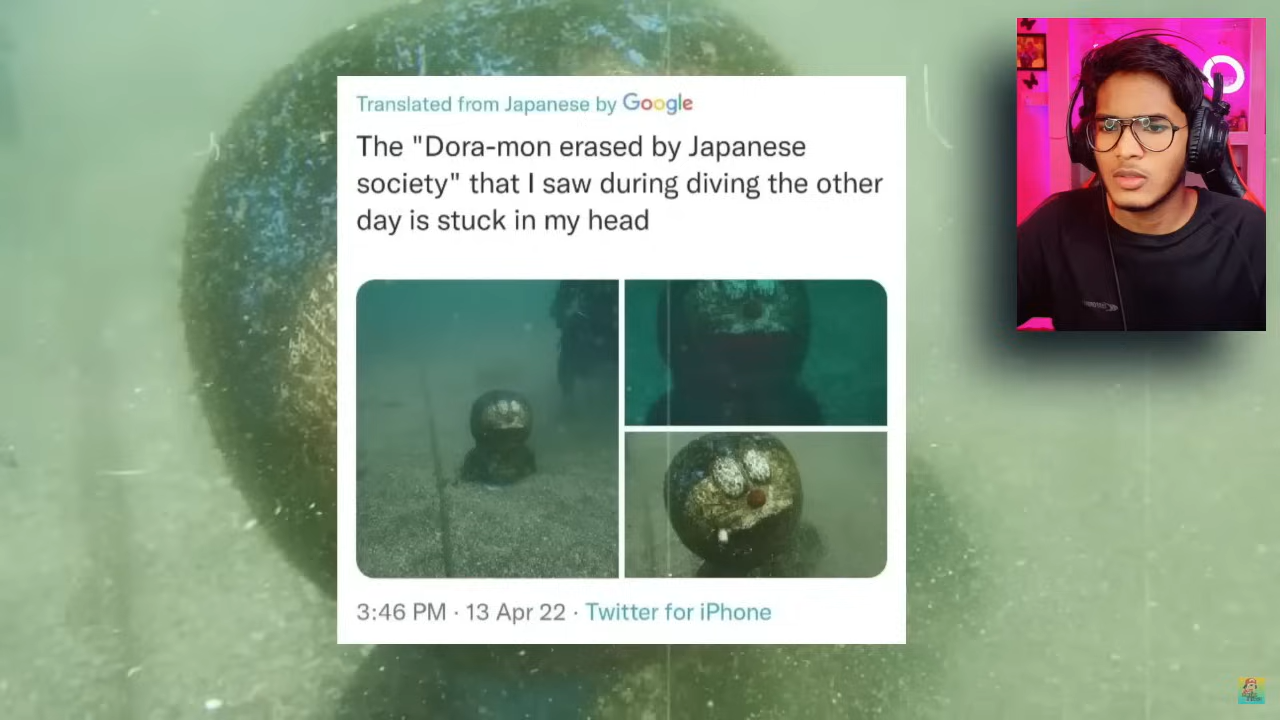 Translated from Japanese by Google
The "Dora-mon erased by Japanese
society" that I saw during diving the other
day is stuck in my head
3:46 PM · 13 Apr 22 · Twitter for iPhone